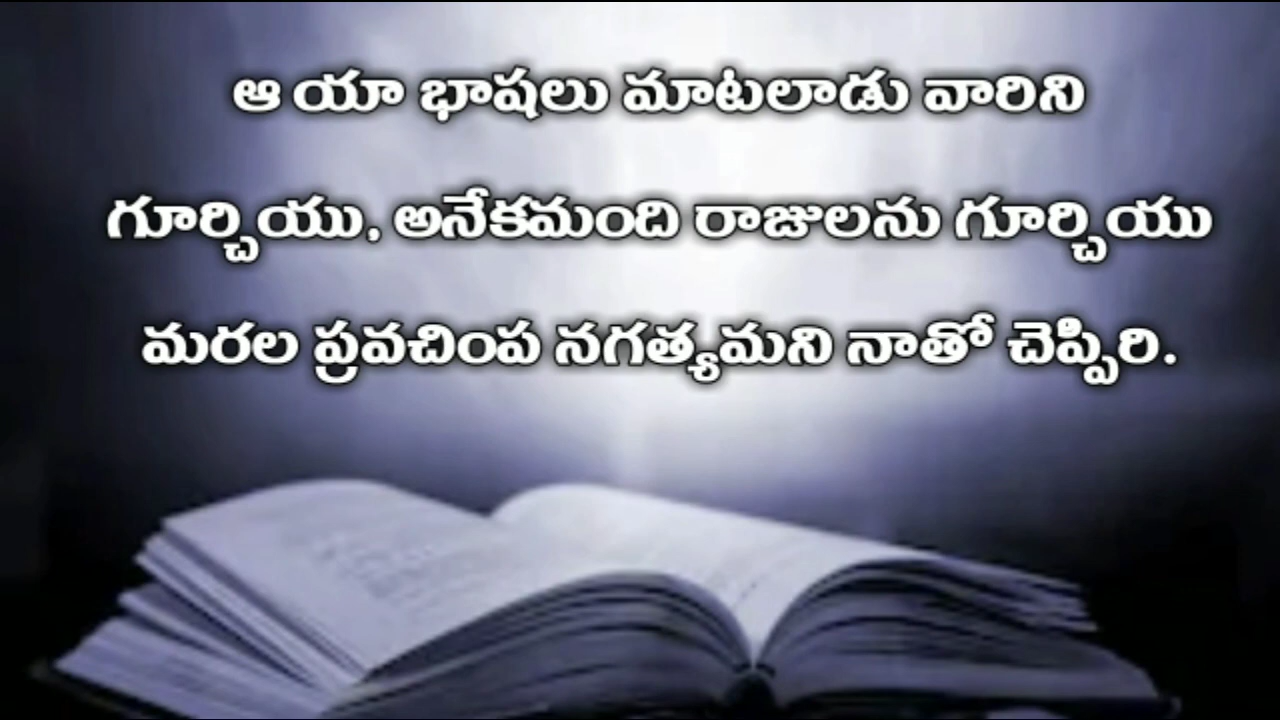 ఆ యా భాషలు మాటలాడు వారిని
గూర్చియు, అనేకమంది రాజులను గూర్చియు
మరల ప్రవచింప నగత్యమని నాతో చెప్పిరి.